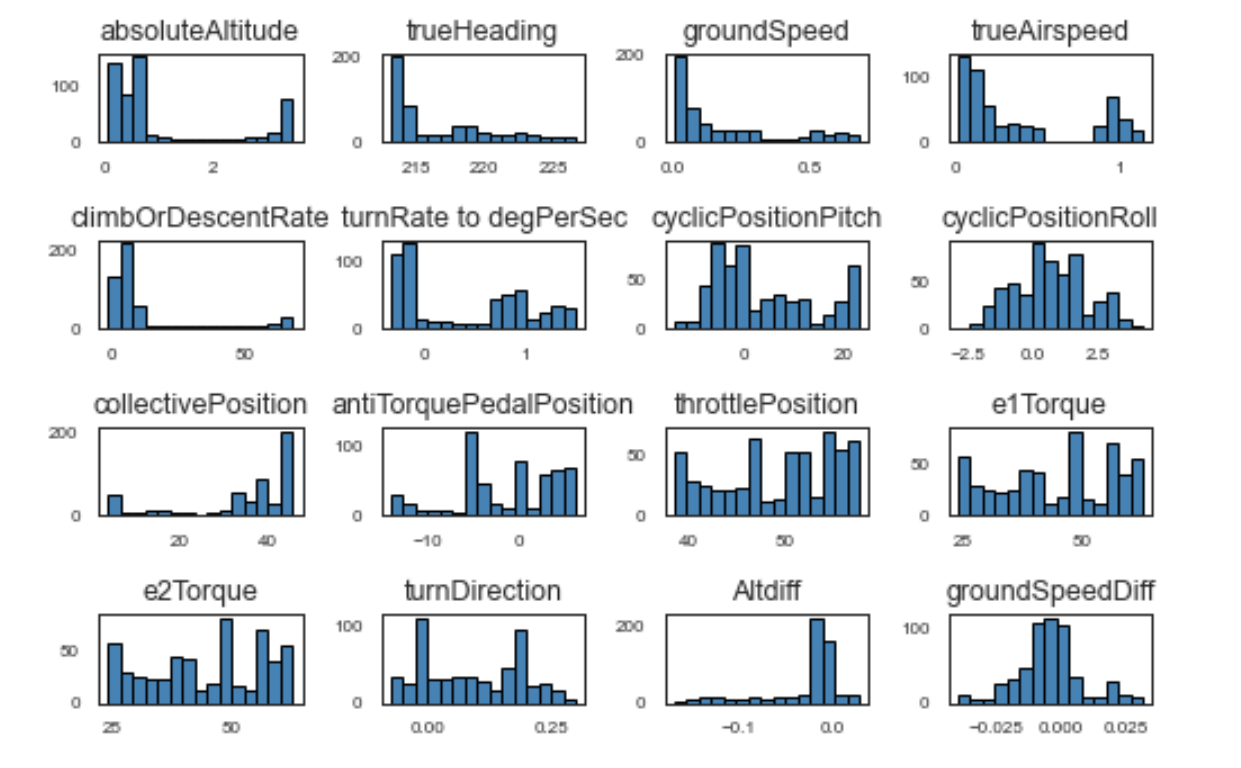 absoluteAltitude trueHeading groundSpeed trueAirspeed
200 200
100 100
0 0 0 0
0 2 215 220 225 0.0 0.5 0 1
climbOrDescentRate turnRate to degPerSec cyclicPositionPitch cyclicPositionRoll
200 100 50 50
0 0 0 0
0 50 0 1 0 20 −2.5 0.0 2.5
collectivePosition antiTorquePedalPosition throttlePosition e1Torque
200 100 50 50
0 0 0 0
20 40 −10 0 40 50 25 50
e2Torque turnDirection Altdiff groundSpeedDiff
50 100 200 100
0 0 0 0
25 50 0.00 0.25 −0.1 0.0 −0.025 0.000 0.025